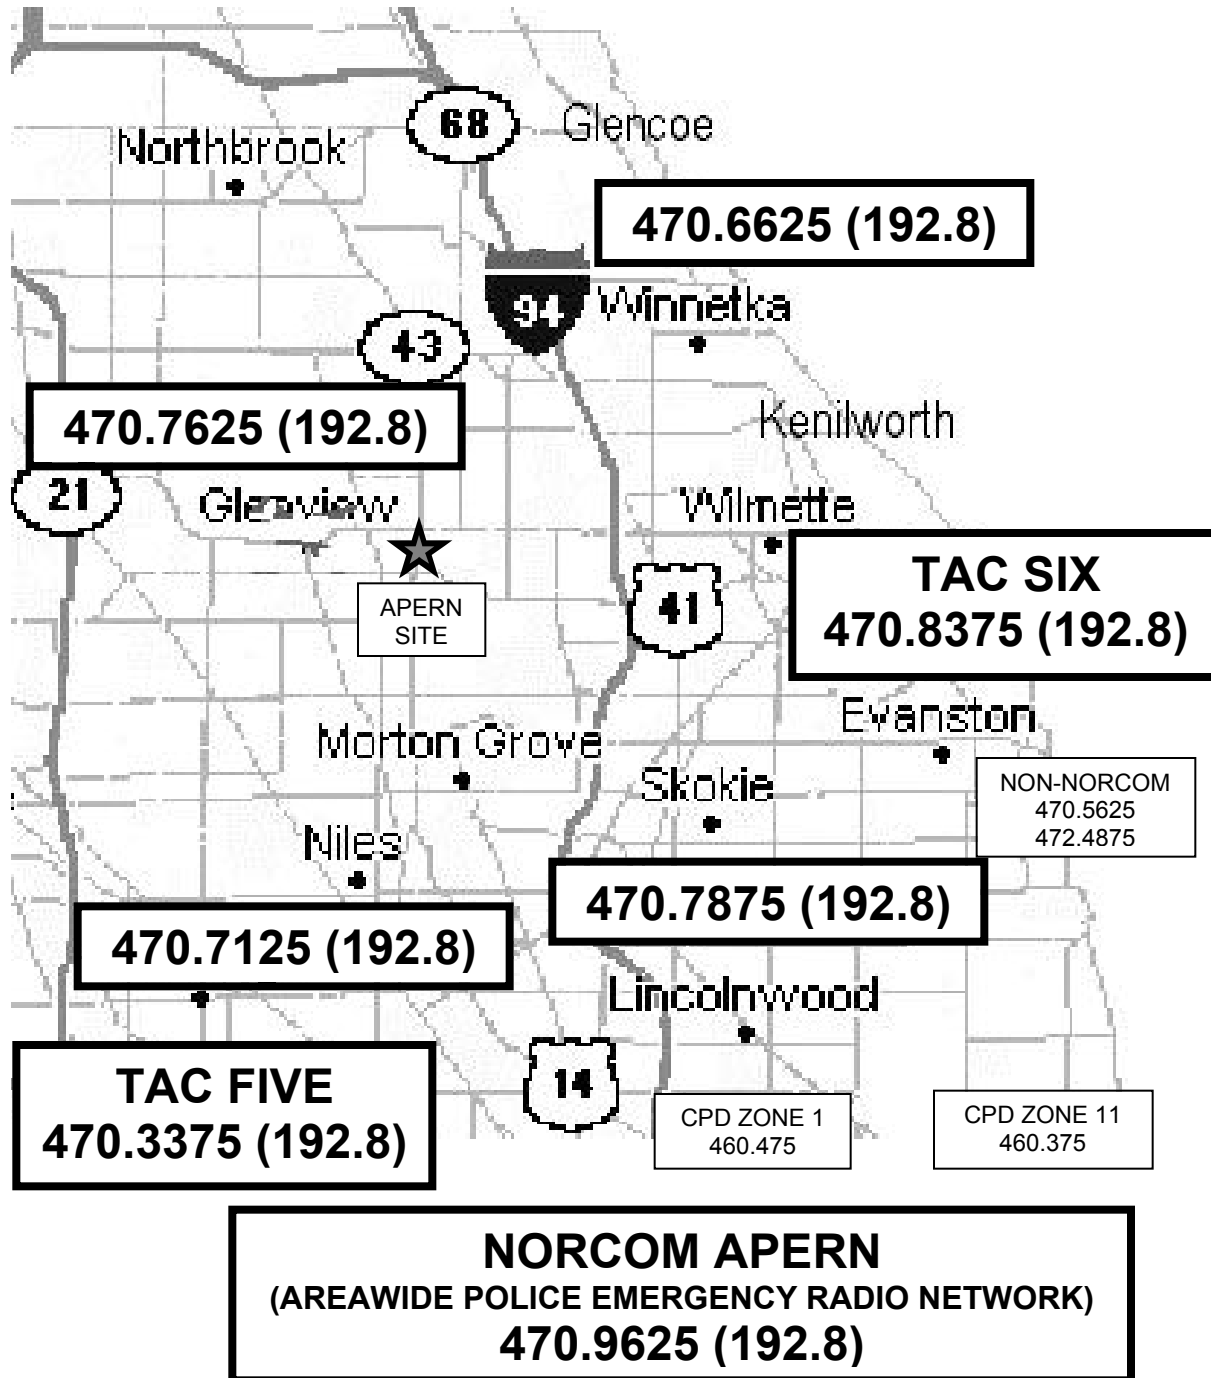 68
Glencoe
Northbrook
470.6625 (192.8)
94
Winnetka
43
470.7625 (192.8)
Kenilworth
21
Glenview
Wilmette
TAC SIX
470.8375 (192.8)
APERN
SITE
41
Evanston
Morton Grove
NON-NORCOM
470.5625
472.4875
Skokie
Niles
470.7875 (192.8)
470.7125 (192.8)
Lincolnwood
TAC FIVE
470.3375 (192.8)
14
CPD ZONE 1
460.475
CPD ZONE 11
460.375
NORCOM APERN
(AREAWIDE POLICE EMERGENCY RADIO NETWORK)
470.9625 (192.8)